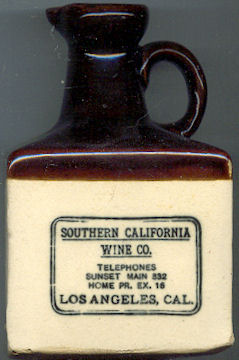 SOUTHERN CALIFORNIA
WINE CO.
TELEPHONES
SUNSET MAIN 332
HOME PR. EX. 16
LOS ANGELES, CAL.